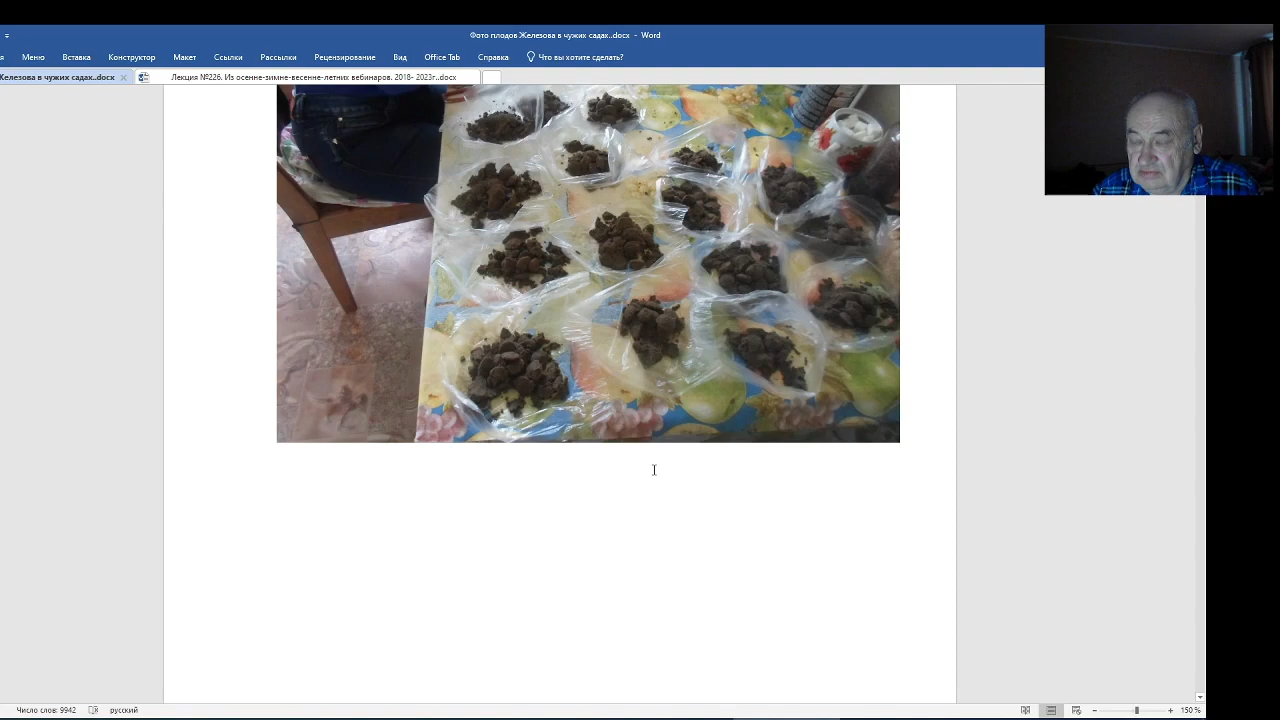 Фото плодов Железова в чужих садах..docx - Word
я Меню Вставка Конструктор Макет Ссылки Рассылки Рецензирование Вид Office Tab Справка Что вы хотите сделать?
Железова в чужих садах..docx Лекция №226. Из осенне-зимне-весенне-летних вебинаров. 2018- 2023г..docx
Число слов: 9942 русский 150 %